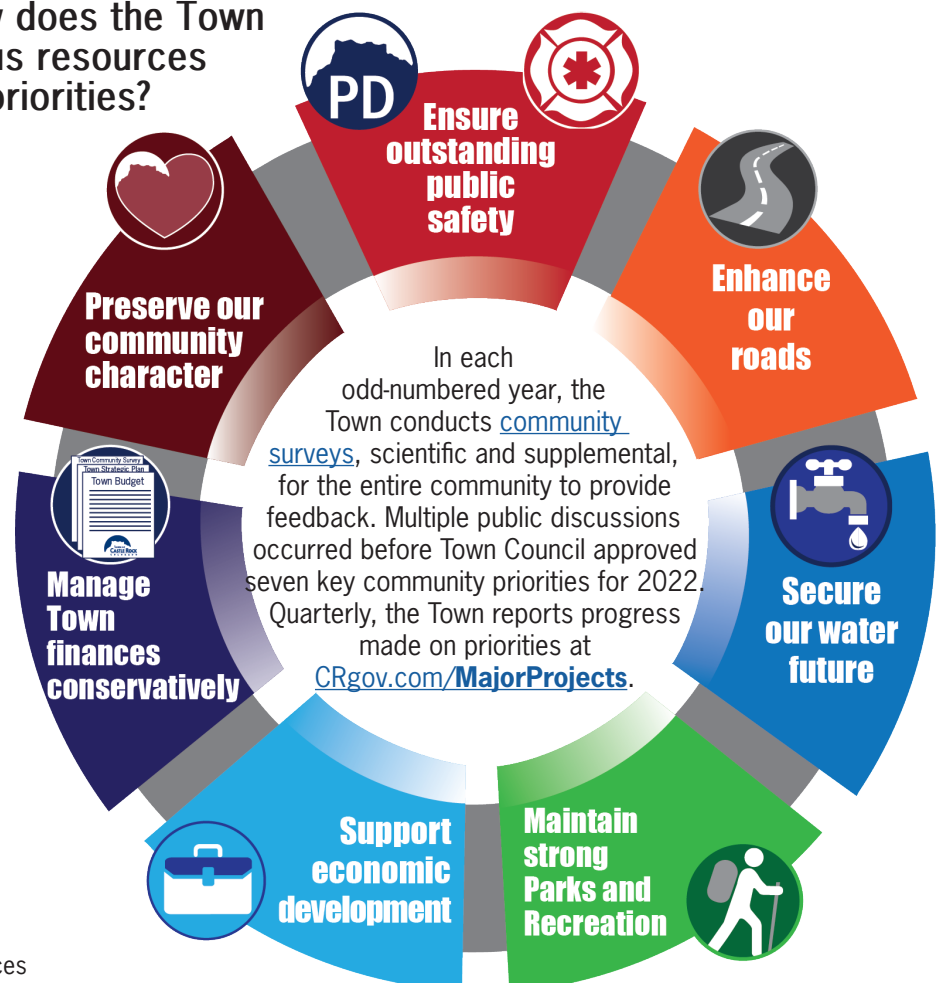 does the Town
resources
priorities?
PD
Ensure
outstanding
public
safety
Enhance
our
roads
Secure
our water
future
Maintain
strong
Parks and
Recreation
Support
economic
development
Town Community Survey
Town Strategic Plan
Town Budget
CASTLE ROCK
COLORADO
Manage
Town
finances
conservatively
Preserve our
community
character
In each
odd-numbered year, the
Town conducts community
surveys, scientific and supplemental,
for the entire community to provide
feedback. Multiple public discussions
occurred before Town Council approved
seven key community priorities for 2022.
Quarterly, the Town reports progress
made on priorities at
CRgov.com/MajorProjects.